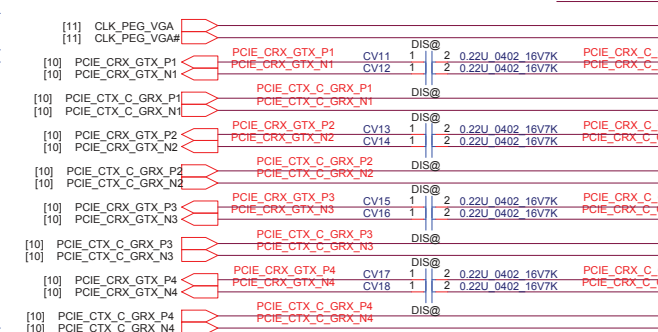 [11] CLK_PEG_VGA
[11] CLK_PEG_VGA#
DIS@
[10] PCIE_CRX_GTX_P1 PCIE_CRX_GTX_P1 CV11 1 2 0.22U_0402_16V7K PCIE_CRX_C_
[10] PCIE_CRX_GTX_N1 PCIE_CRX_GTX_N1 CV12 1 2 0.22U_0402_16V7K PCIE_CRX_C_
DIS@
[10] PCIE_CTX_C_GRX_P1 PCIE_CTX_C_GRX_P1
[10] PCIE_CTX_C_GRX_N1 PCIE_CTX_C_GRX_N1
DIS@
[10] PCIE_CRX_GTX_P2 PCIE_CRX_GTX_P2 CV13 1 2 0.22U_0402_16V7K PCIE_CRX_C_
[10] PCIE_CRX_GTX_N2 PCIE_CRX_GTX_N2 CV14 1 2 0.22U_0402_16V7K PCIE_CRX_C_
DIS@
[10] PCIE_CTX_C_GRX_P2 PCIE_CTX_C_GRX_P2
[10] PCIE_CTX_C_GRX_N2 PCIE_CTX_C_GRX_N2
DIS@
[10] PCIE_CRX_GTX_P3 PCIE_CRX_GTX_P3 CV15 1 2 0.22U_0402_16V7K PCIE_CRX_C_
[10] PCIE_CRX_GTX_N3 PCIE_CRX_GTX_N3 CV16 1 2 0.22U_0402_16V7K PCIE_CRX_C_
DIS@
[10] PCIE_CTX_C_GRX_P3 PCIE_CTX_C_GRX_P3
[10] PCIE_CTX_C_GRX_N3 PCIE_CTX_C_GRX_N3
DIS@
[10] PCIE_CRX_GTX_P4 PCIE_CRX_GTX_P4 CV17 1 2 0.22U_0402_16V7K PCIE_CRX_C_
[10] PCIE_CRX_GTX_N4 PCIE_CRX_GTX_N4 CV18 1 2 0.22U_0402_16V7K PCIE_CRX_C_
DIS@
[10] PCIE_CTX_C_GRX_P4 PCIE_CTX_C_GRX_P4
[10] PCIE_CTX_C_GRX_N4 PCIE_CTX_C_GRX_N4